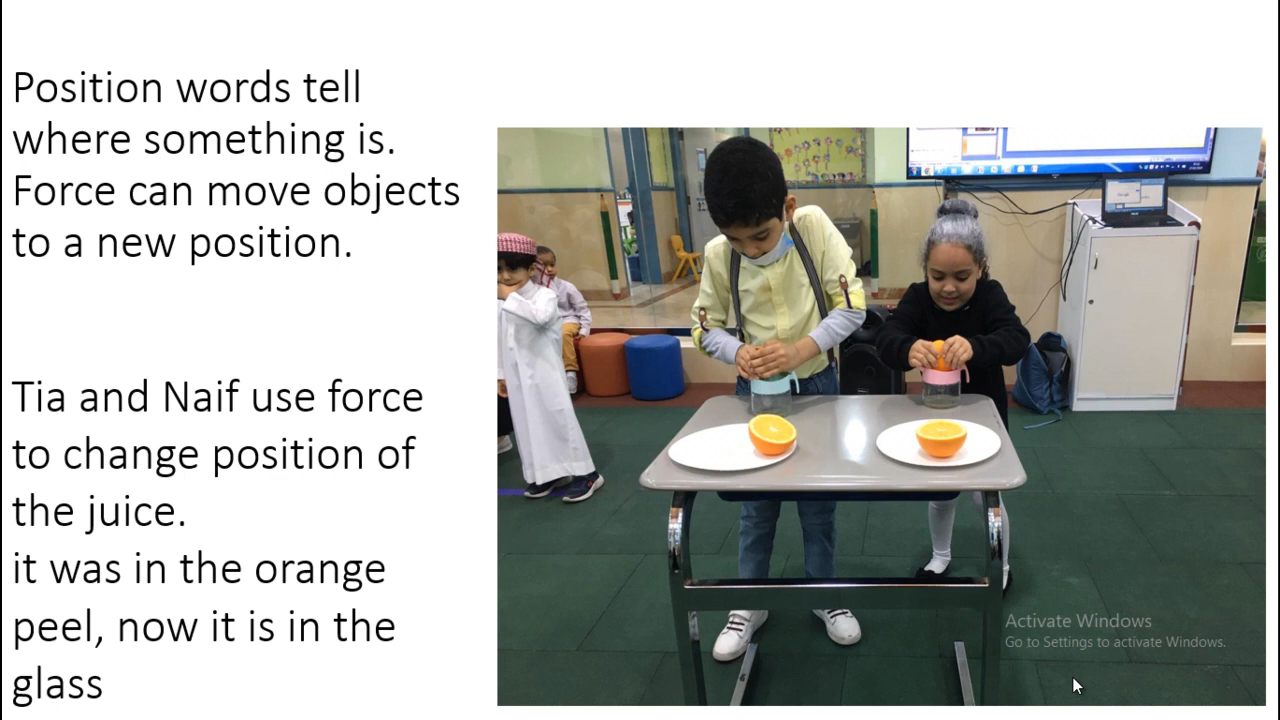 Position words tell
where something is.
Force can move objects
to a new position.
Tia and Naif use force
to change position of
the juice.
it was in the orange
peel, now it is in the
glass
Activate Windows
Go to Settings to activate Windows.